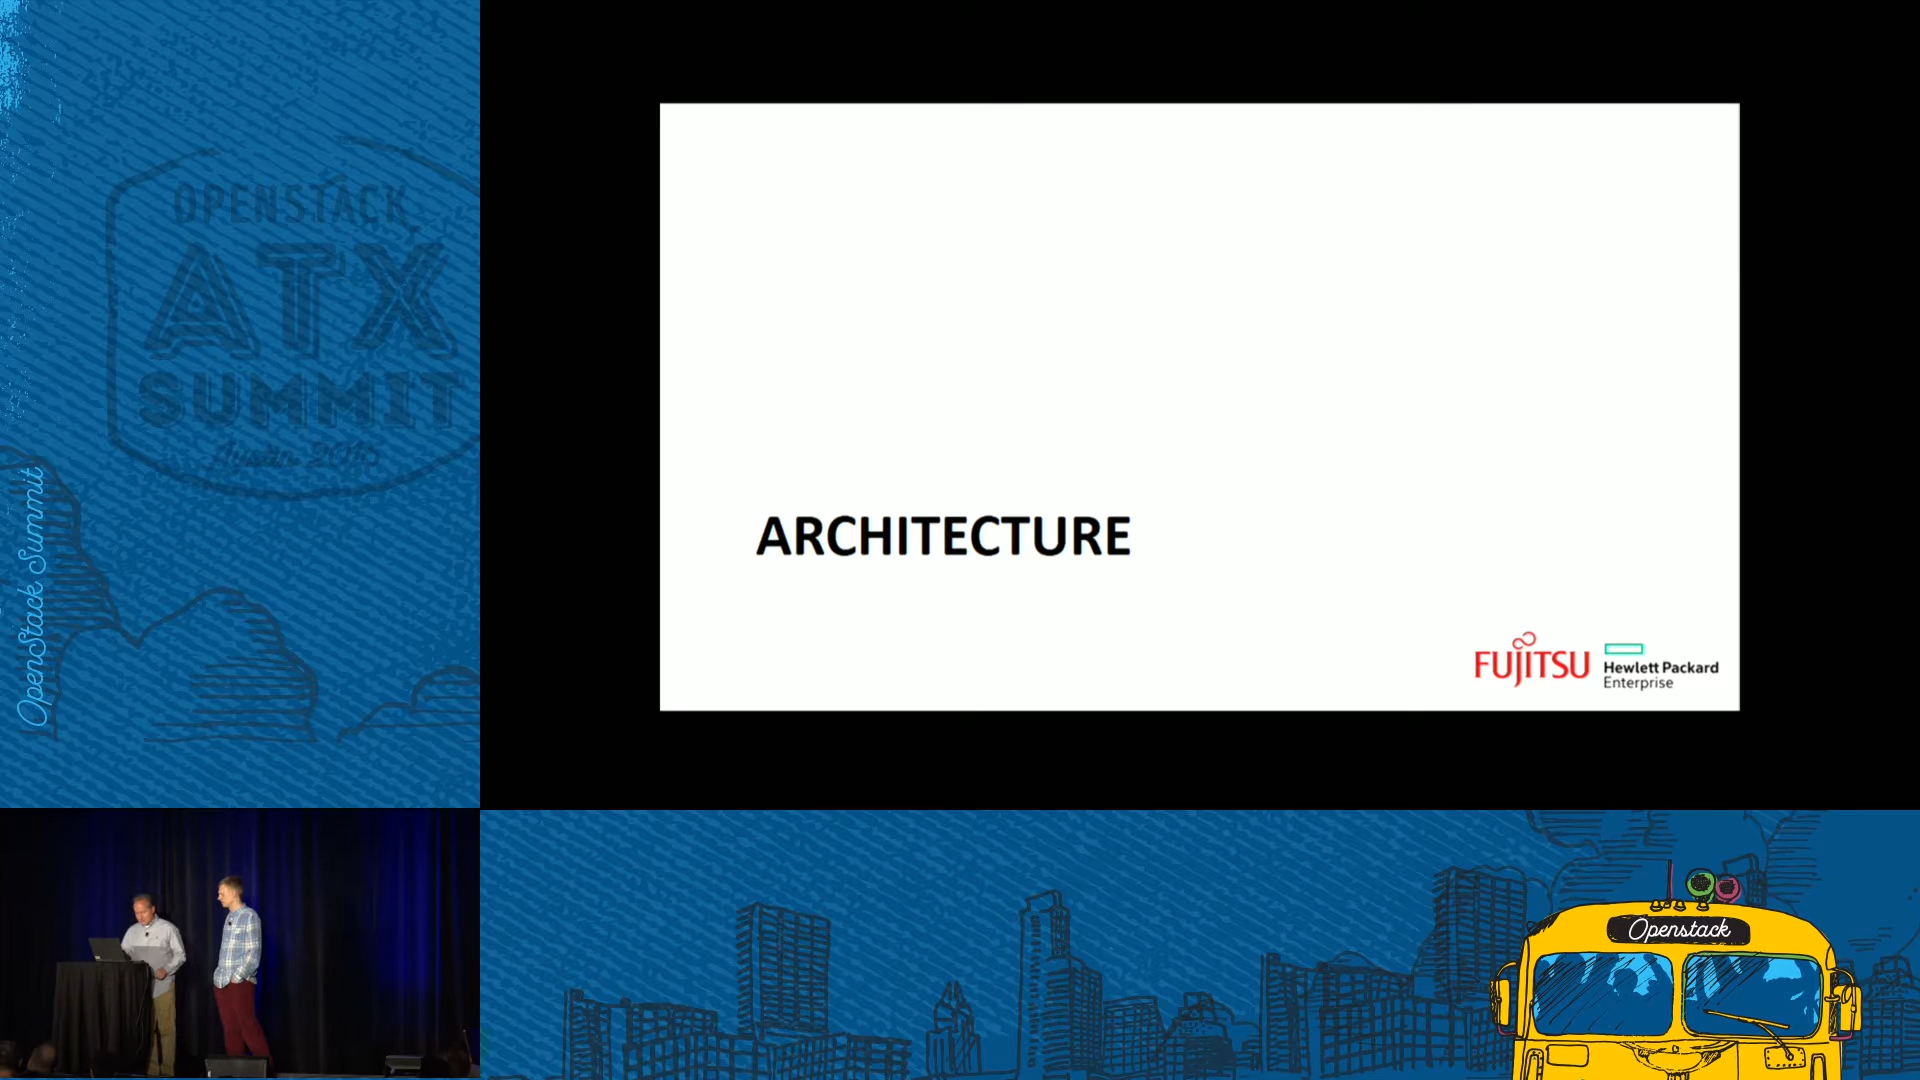 OPENSTACK
ATX
SUMMIT
Austin 2016
OpenStack Summit
ARCHITECTURE
FUJITSU
Hewlett Packard
Enterprise
Openstack